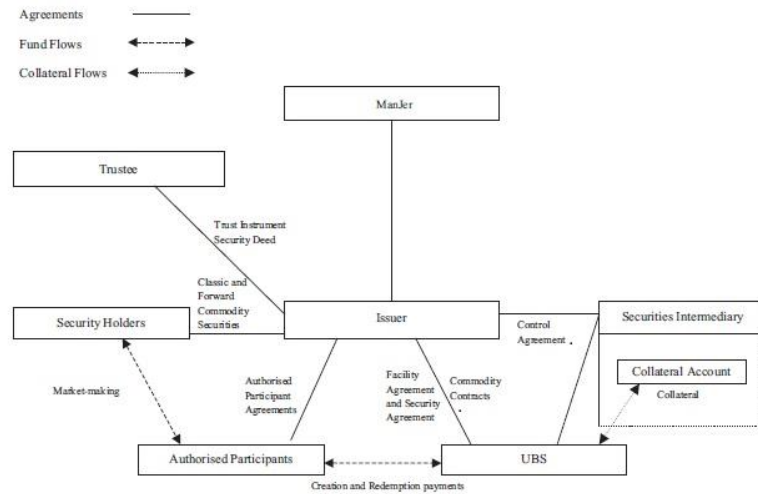 Agreements
Fund Flows
Collateral Flows
ManJer
Trustee
Trust Instrument
Security Deed
Classic and
Forward
Commodity
Securities
Security Holders
Issuer
Securities Intermediary
Control
Agreement
Collateral Account
Collateral
Market-making
Authorised
Participant
Agreements
Facility
Agreement
and Security
Agreement
Commodity
Contracts
Authorised Participants
UBS
Creation and Redemption payments